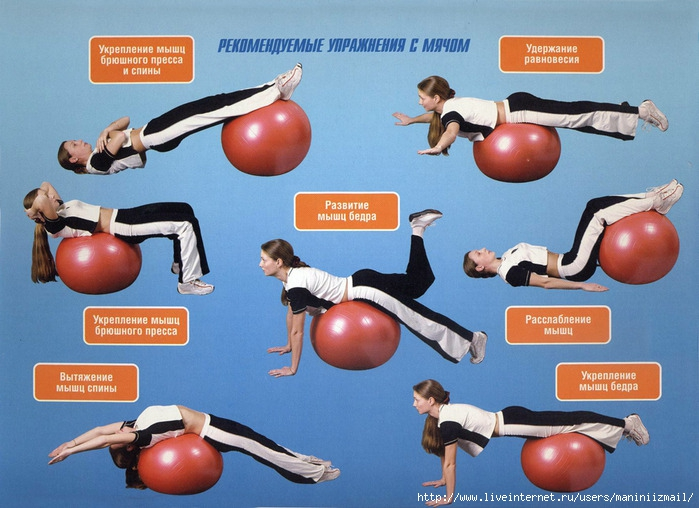 РЕКОМЕНДУЕМЫЕ УПРАЖНЕНИЯ С МЯЧОМ
Укрепление мышц
брюшного пресса
и спины
Удержание
равновесия
Развитие
мышц бедра
Укрепление мышц
брюшного пресса
Расслабление
мышц
Вытяжение
мышц спины
Укрепление
мышц бедра
http://www.liveinternet.ru/users/maniniizmail/